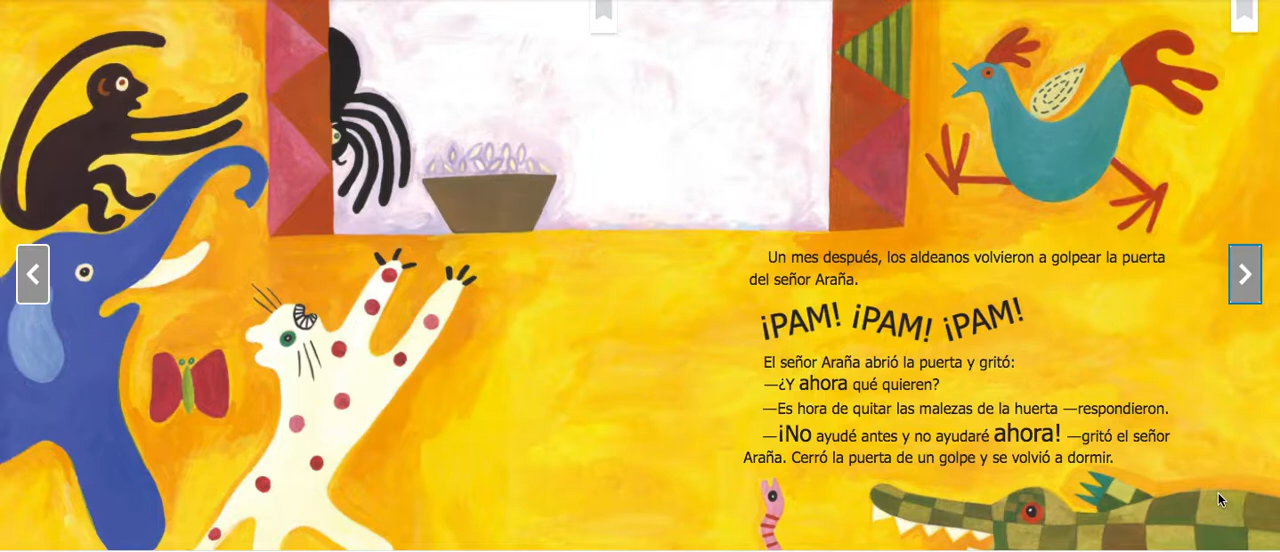 Un mes después, los aldeanos volvieron a golpear la puerta
del señor Araña.
¡PAM! ¡PAM! ¡PAM!
El señor Araña abrió la puerta y gritó:
—¿Y ahora qué quieren?
—Es hora de quitar las malezas de la huerta —respondieron.
—¡No ayudé antes y no ayudaré ahora! —gritó el señor
Araña. Cerró la puerta de un golpe y se volvió a dormir.